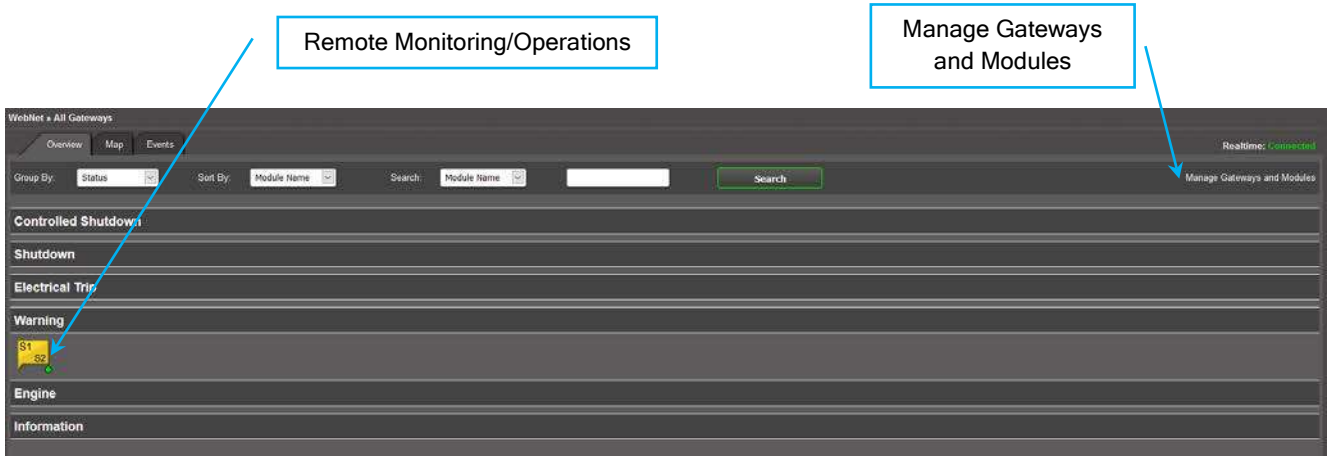 Remote Monitoring/Operations
Manage Gateways
and Modules
WebNet » All Gateways
Overview Map Events
Realtime: Connected
Group By: Status Sort By: Module Name Search: Module Name Search Manage Gateways and Modules
Controlled Shutdown
Shutdown
Electrical Trip
Warning
S1
S2
Engine
Information